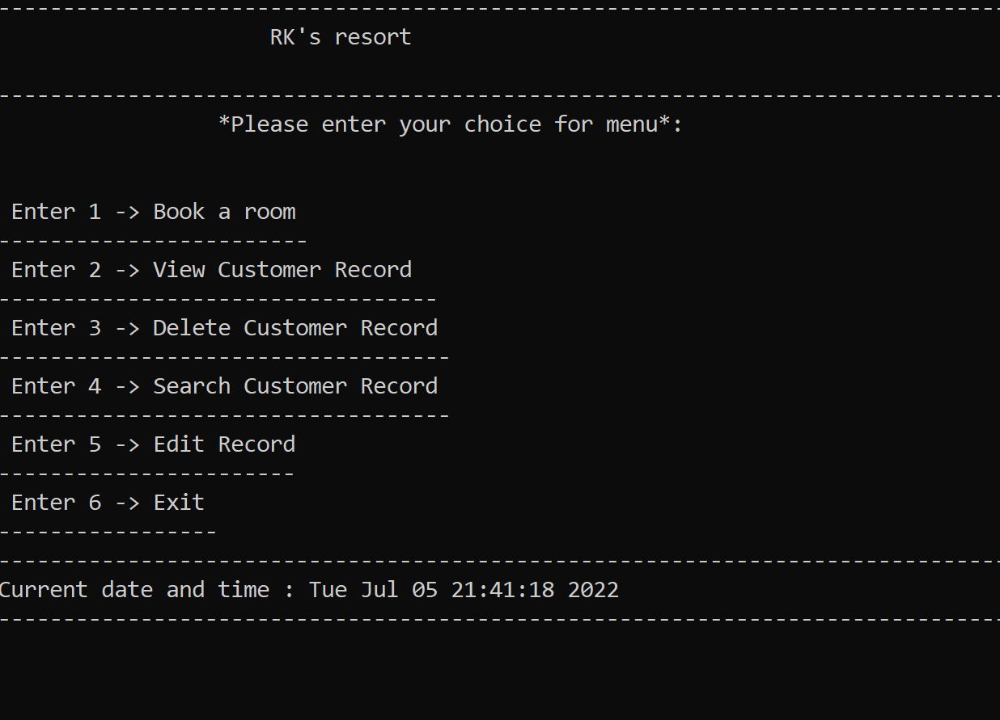 --------------------------------------------------------------------------------
RK's resort
--------------------------------------------------------------------------------
*Please enter your choice for menu*:
Enter 1 -> Book a room
------------------------
Enter 2 -> View Customer Record
----------------------------------
Enter 3 -> Delete Customer Record
-----------------------------------
Enter 4 -> Search Customer Record
-----------------------------------
Enter 5 -> Edit Record
-----------------------
Enter 6 -> Exit
-----------------
--------------------------------------------------------------------------------
Current date and time : Tue Jul 05 21:41:18 2022
--------------------------------------------------------------------------------